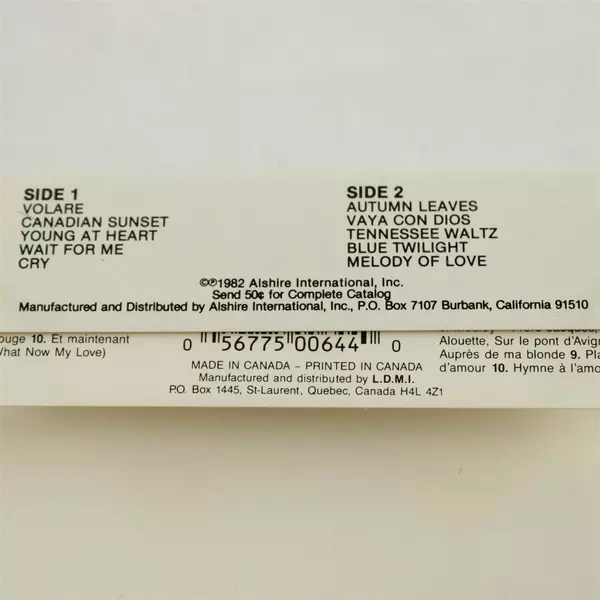 SIDE 1
VOLARE
CANADIAN SUNSET
YOUNG AT HEART
WAIT FOR ME
CRY
SIDE 2
AUTUMN LEAVES
VAYA CON DIOS
TENNESSEE WALTZ
BLUE TWILIGHT
MELODY OF LOVE
©℗1982 Alshire International, Inc.
Send 50¢ for Complete Catalog
Manufactured and Distributed by Alshire International, Inc., P.O. Box 7107 Burbank, California 91510
ouge 10. Et maintenant
What Now My Love)
0 56775 00644 0
MADE IN CANADA – PRINTED IN CANADA
Manufactured and distributed by L.D.M.I.
P.O. Box 1445, St-Laurent, Quebec, Canada H4L 4Z1
Alouette, Sur le pont d'Avign
Auprès de ma blonde 9. Pla
d'amour 10. Hymne à l'amo